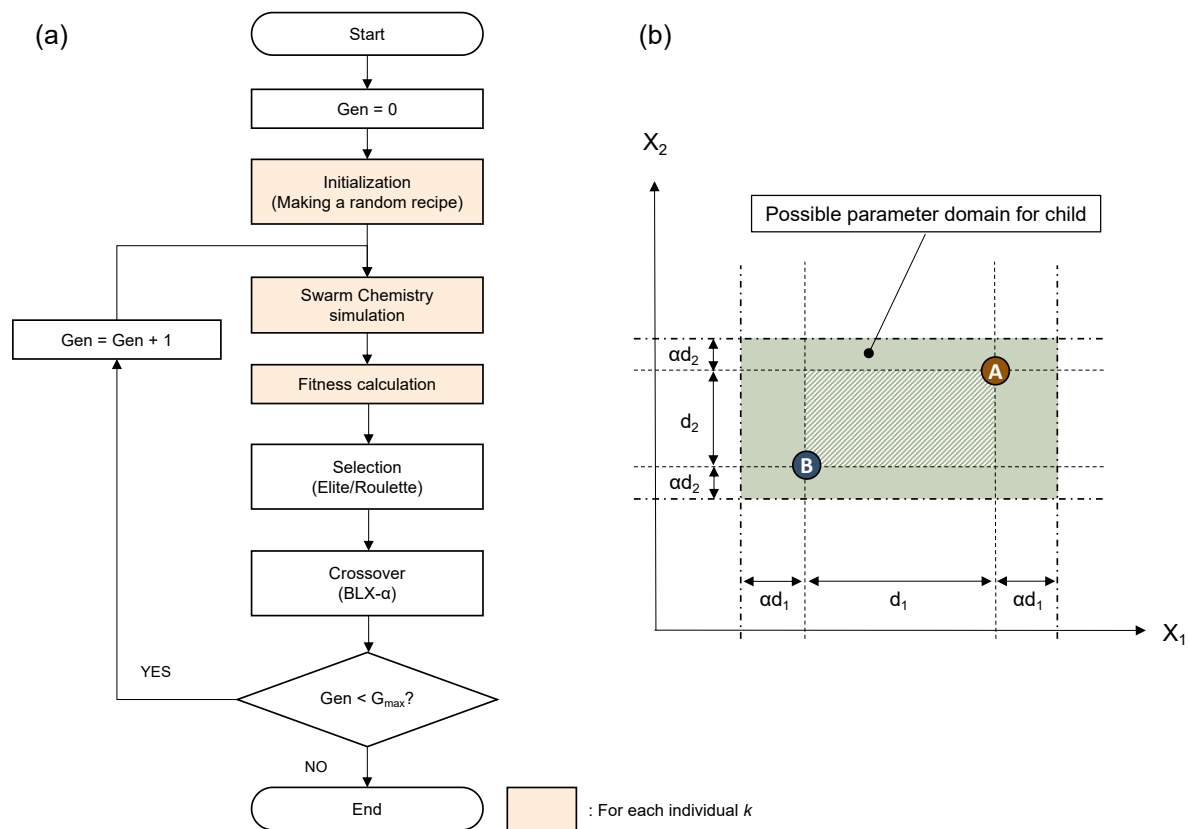 (a)
Start
Gen = 0
Initialization
(Making a random recipe)
Swarm Chemistry
simulation
Gen = Gen + 1
Fitness calculation
Selection
(Elite/Roulette)
Crossover
(BLX-α)
YES
Gen < Gmax?
NO
End
: For each individual k
(b)
X2
Possible parameter domain for child
αd2
A
d2
B
αd2
αd1
d1
αd1
X1